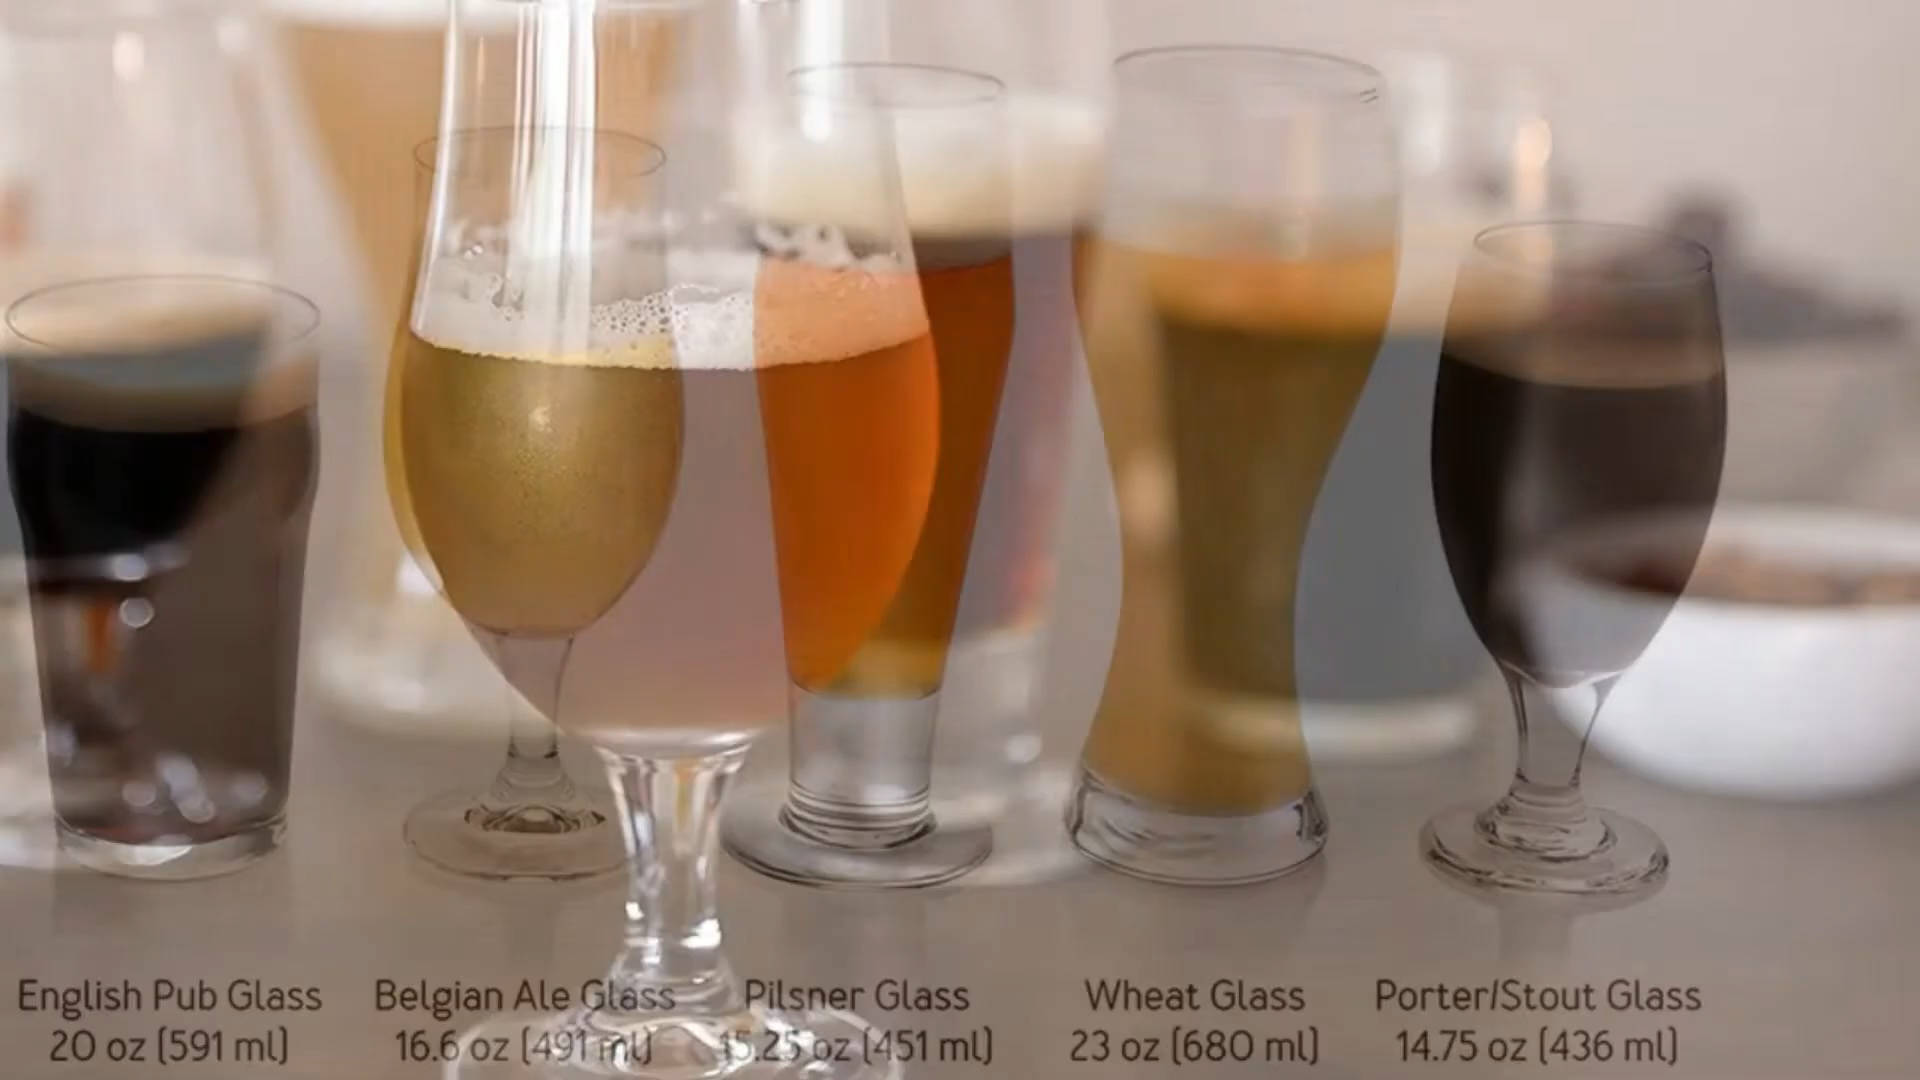 English Pub Glass
20 oz (591 ml)
Belgian Ale Glass
16.6 oz (491 ml)
Pilsner Glass
15.25 oz (451 ml)
Wheat Glass
23 oz (680 ml)
Porter/Stout Glass
14.75 oz (436 ml)